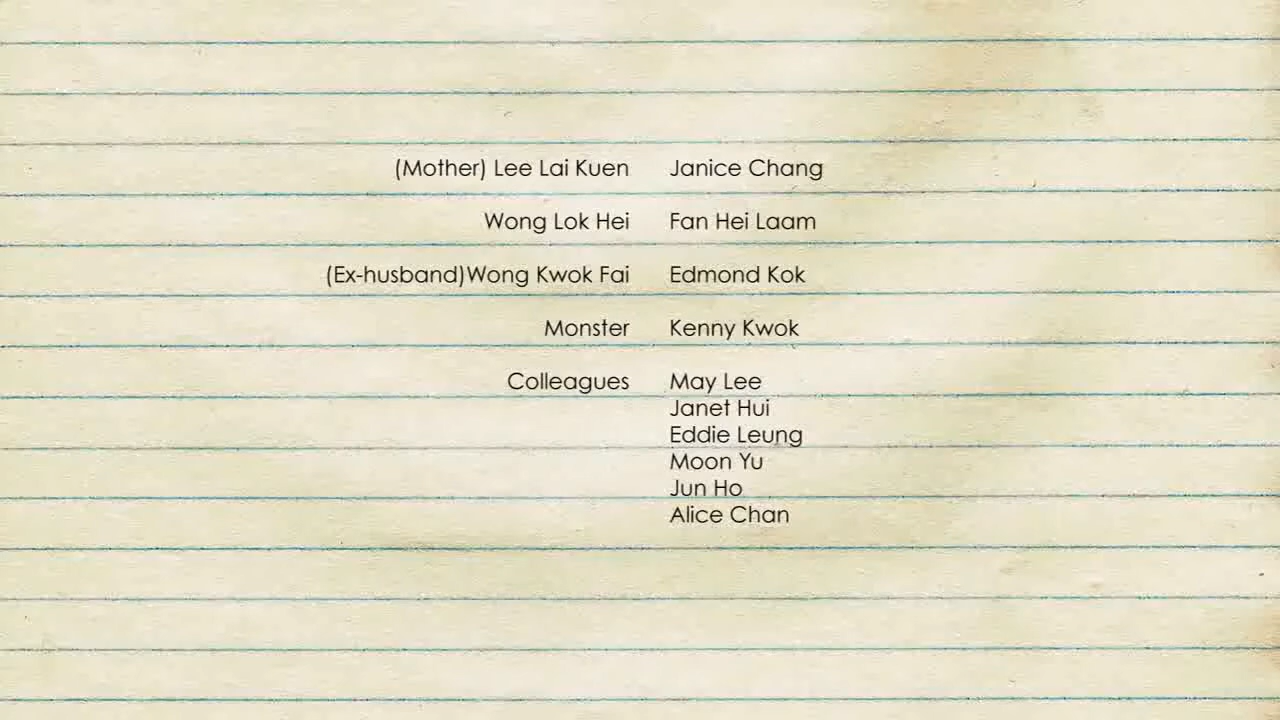 (Mother) Lee Lai Kuen Janice Chang
Wong Lok Hei Fan Hei Laam
(Ex-husband)Wong Kwok Fai Edmond Kok
Monster Kenny Kwok
Colleagues May Lee
Janet Hui
Eddie Leung
Moon Yu
Jun Ho
Alice Chan